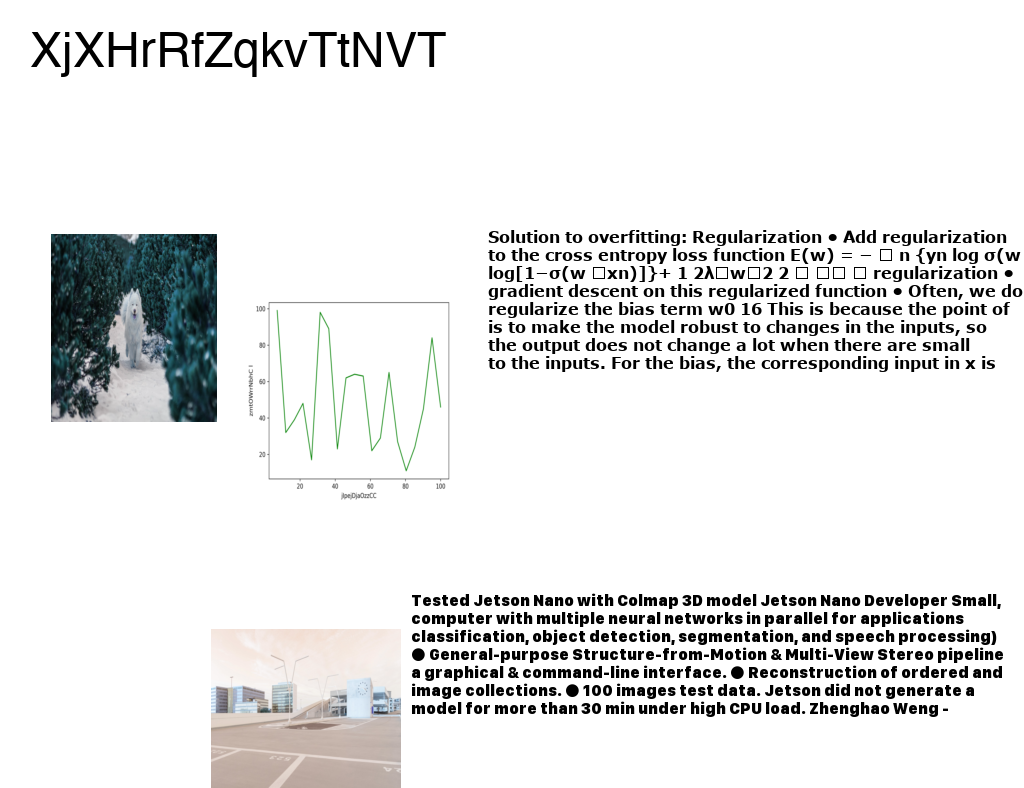 XjXHrRfZqkvTtNVT
Solution to overfitting: Regularization ● Add regularization
to the cross entropy loss function E(w) = − □ n {yn log σ(w
log[1−σ(w □xn)]}+ 1 2λ□w□2 2 □ □□ □ regularization ●
gradient descent on this regularized function ● Often, we do
regularize the bias term w0 16 This is because the point of
is to make the model robust to changes in the inputs, so
the output does not change a lot when there are small
to the inputs. For the bias, the corresponding input in x is
100
80
60
40
20
20 40 60 80 100
Tested Jetson Nano with Colmap 3D model Jetson Nano Developer Small,
computer with multiple neural networks in parallel for applications
classification, object detection, segmentation, and speech processing)
● General-purpose Structure-from-Motion & Multi-View Stereo pipeline
a graphical & command-line interface. ● Reconstruction of ordered and
image collections. ● 100 images test data. Jetson did not generate a
model for more than 30 min under high CPU load. Zhenghao Weng -